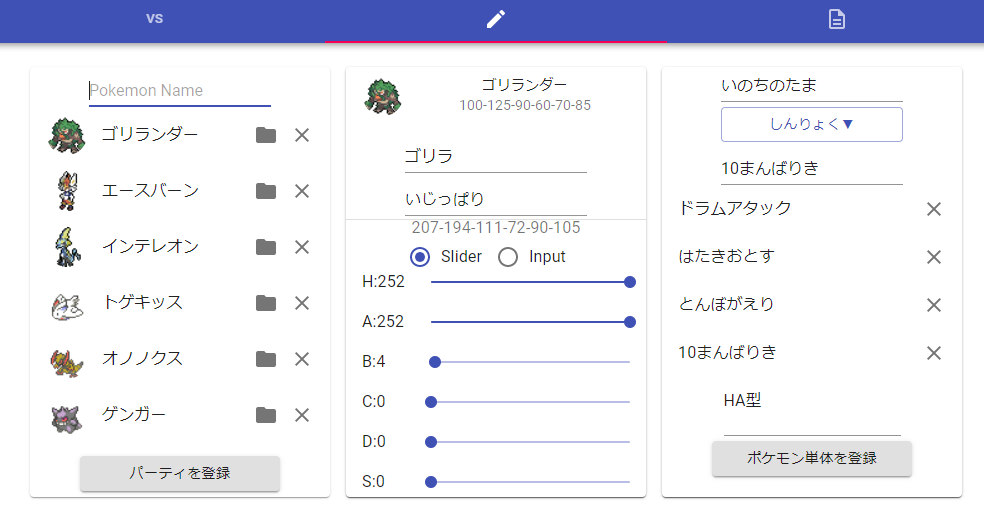 VS
Pokemon Name
ゴリランダー
エースバーン
インテレオン
トゲキッス
オノノクス
ゲンガー
パーティを登録
ゴリランダー
100-125-90-60-70-85
ゴリラ
いじっぱり
207-194-111-72-90-105
Slider Input
H:252
A:252
B:4
C:0
D:0
S:0
いのちのたま
しんりょく▼
10まんばりき
ドラムアタック
はたきおとす
とんぼがえり
10まんばりき
HA型
ポケモン単体を登録